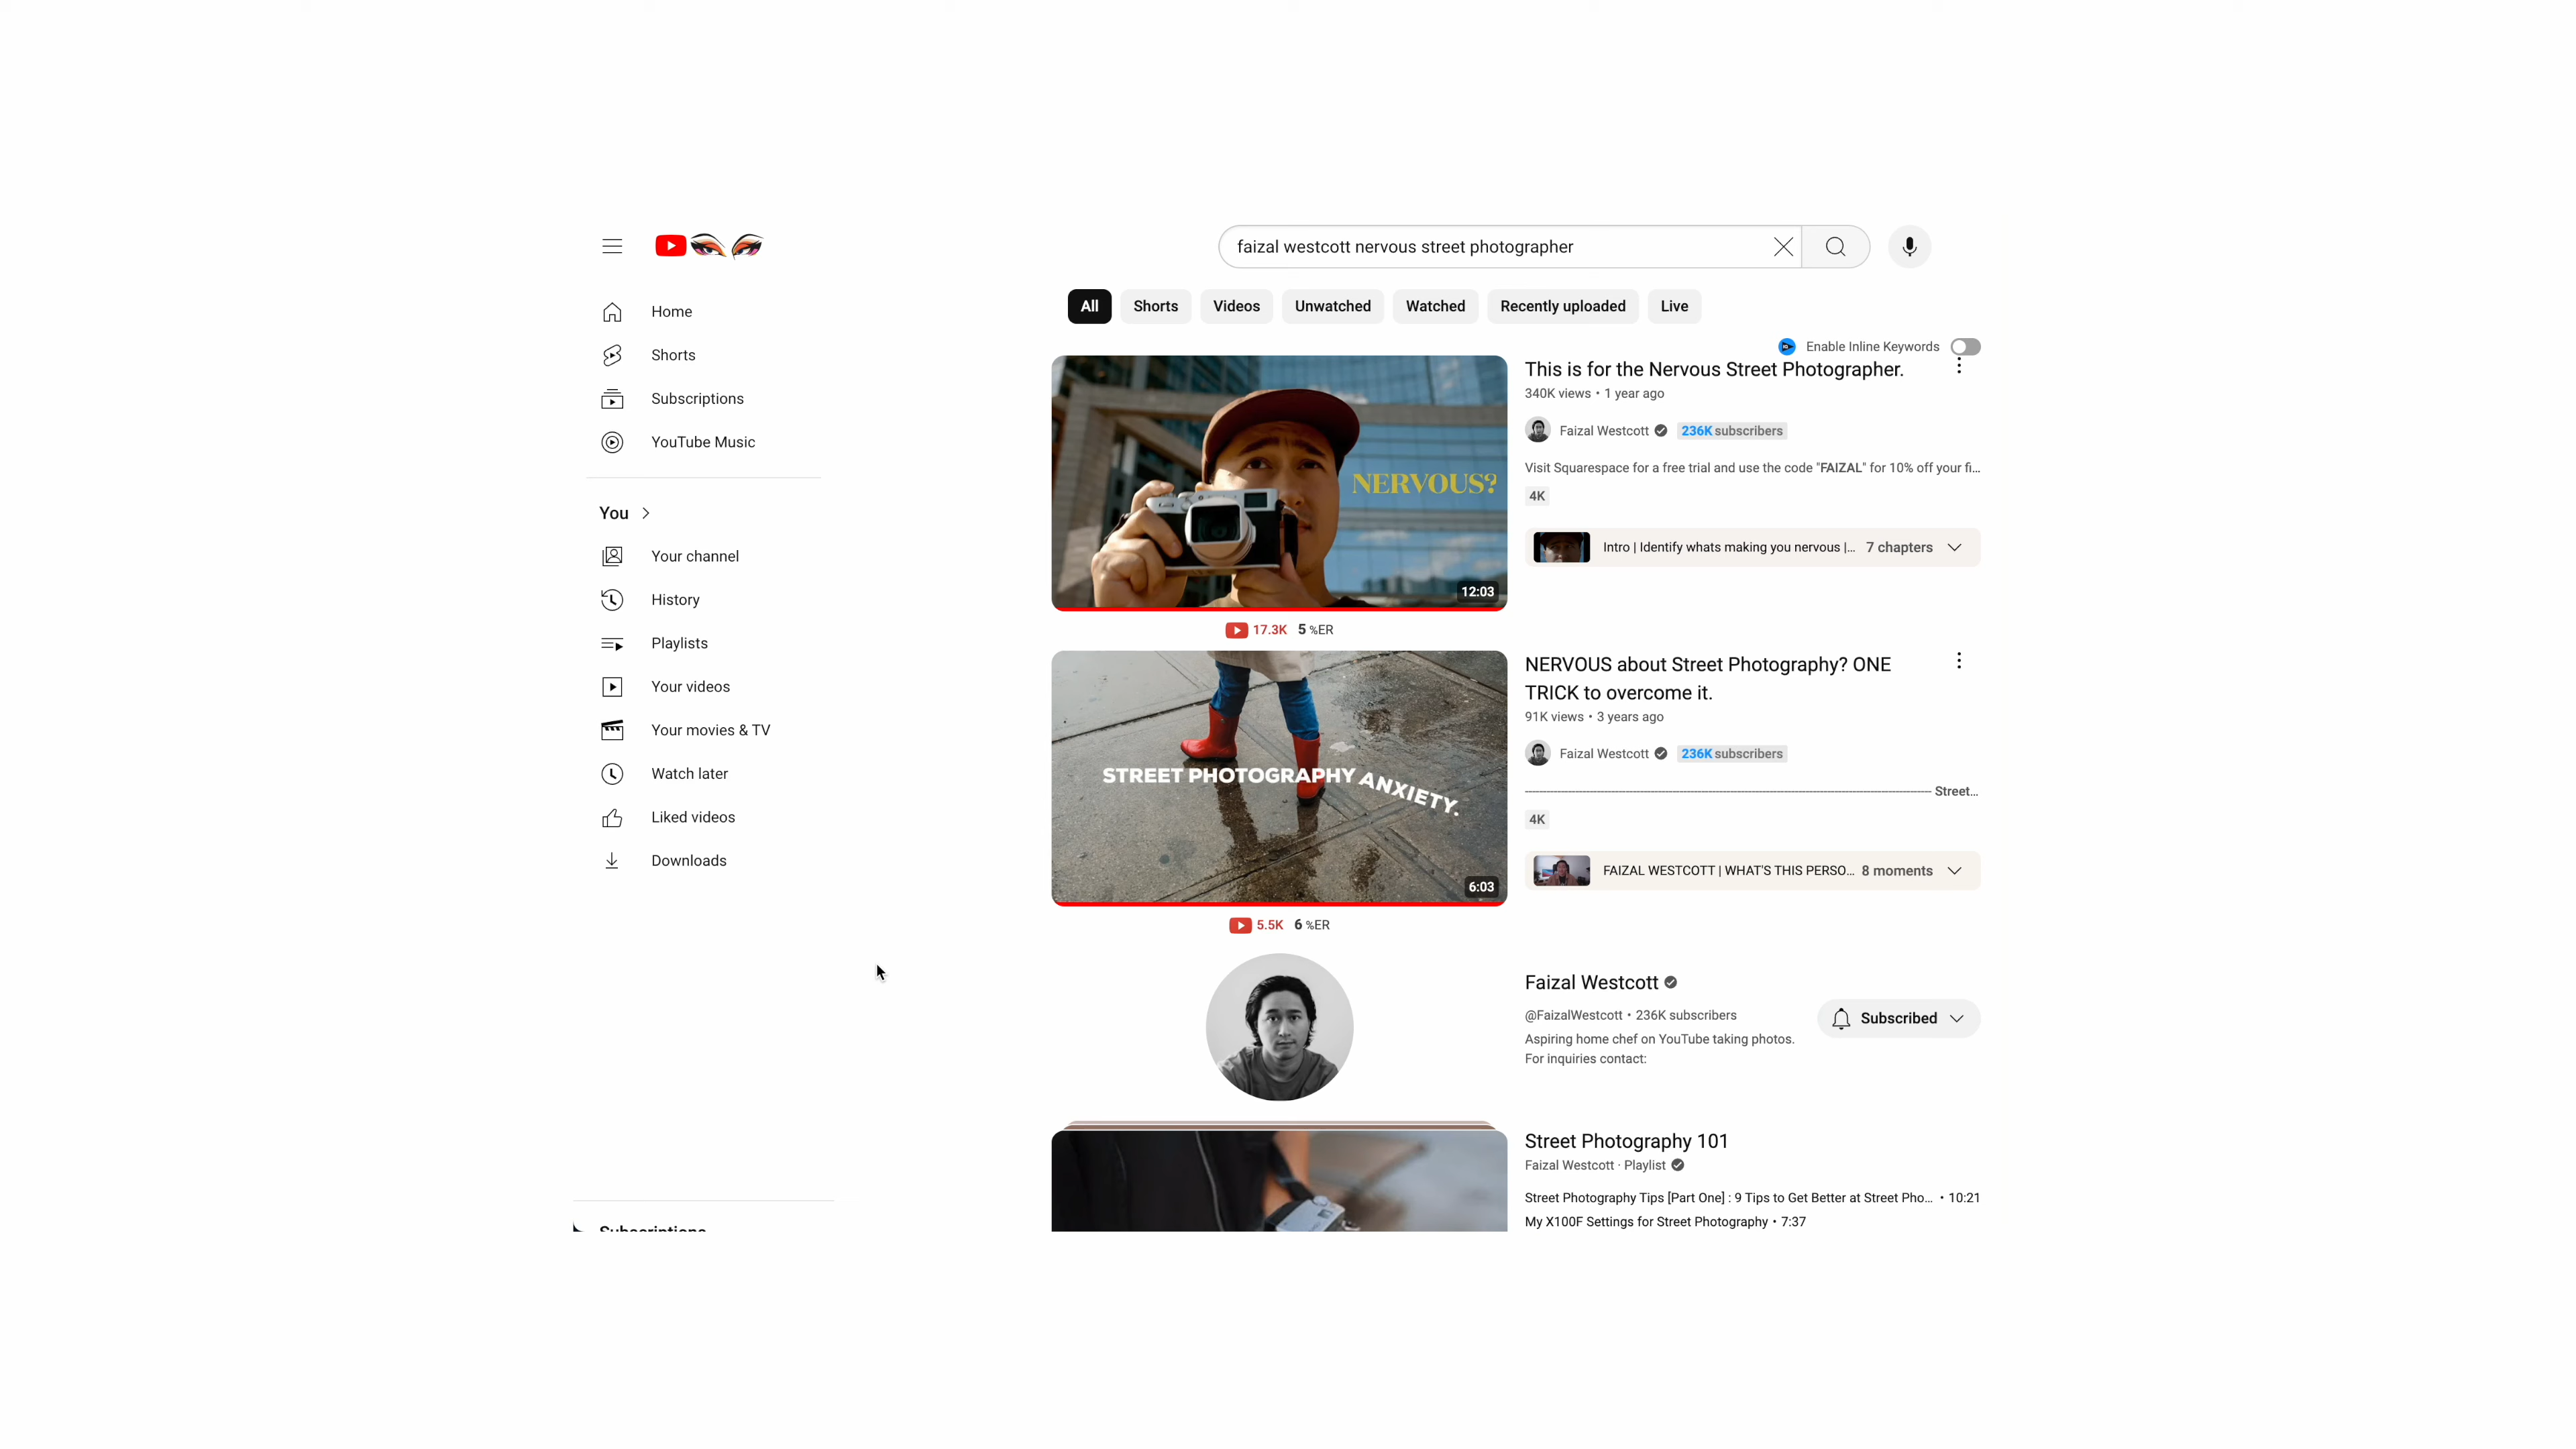 faizal westcott nervous street photographer
Home
Shorts
Subscriptions
YouTube Music
You
Your channel
History
Playlists
Your videos
Your movies & TV
Watch later
Liked videos
Downloads
Subscriptions
All
Shorts
Videos
Unwatched
Watched
Recently uploaded
Live
Enable Inline Keywords
NERVOUS?
12:03
17.3K 5 %ER
This is for the Nervous Street Photographer.
340K views • 1 year ago
Faizal Westcott 236K subscribers
Visit Squarespace for a free trial and use the code "FAIZAL" for 10% off your fi...
4K
Intro | Identify whats making you nervous |... 7 chapters
STREET PHOTOGRAPHY ANXIETY.
6:03
5.5K 6 %ER
NERVOUS about Street Photography? ONE
TRICK to overcome it.
91K views • 3 years ago
Faizal Westcott 236K subscribers
Street...
4K
FAIZAL WESTCOTT | WHAT'S THIS PERSO... 8 moments
Faizal Westcott
@FaizalWestcott • 236K subscribers
Aspiring home chef on YouTube taking photos.
For inquiries contact:
Subscribed
Street Photography 101
Faizal Westcott · Playlist
Street Photography Tips [Part One] : 9 Tips to Get Better at Street Pho... • 10:21
My X100F Settings for Street Photography • 7:37